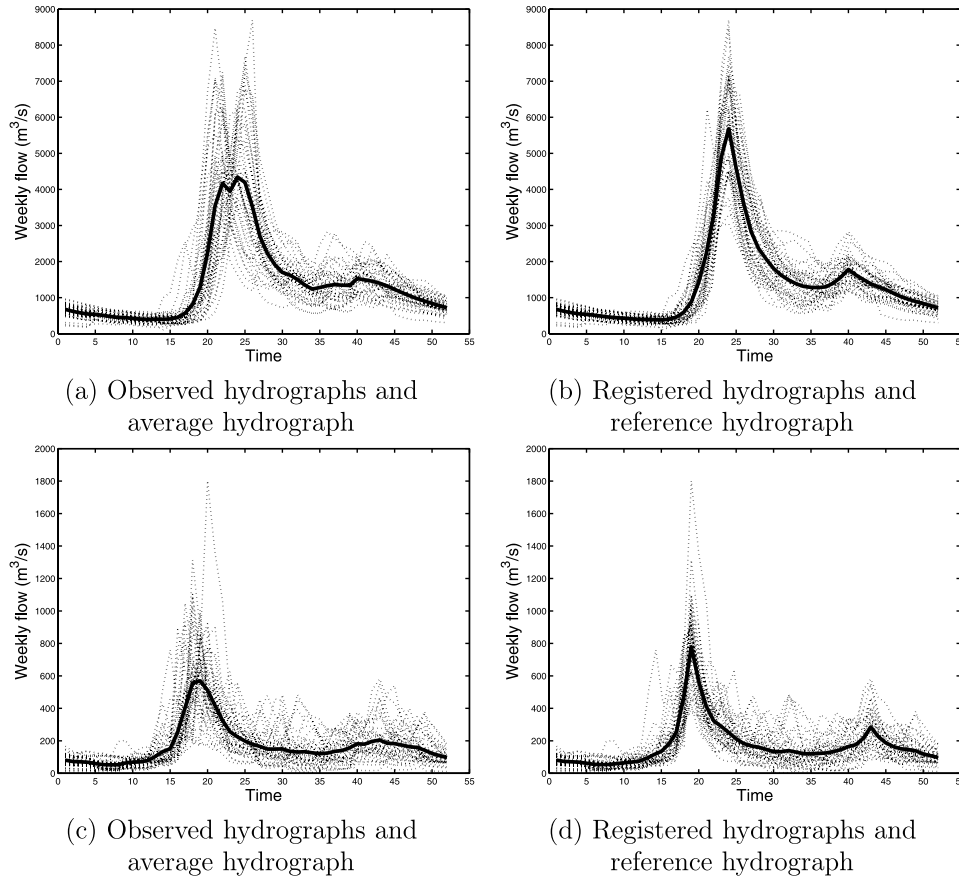 9000
8000
7000
6000
5000
4000
3000
2000
1000
0
Weekly flow (m³/s)
0 5 10 15 20 25 30 35 40 45 50 55
Time
(a) Observed hydrographs and
average hydrograph
9000
8000
7000
6000
5000
4000
3000
2000
1000
0
Weekly flow (m³/s)
0 5 10 15 20 25 30 35 40 45 50 55
Time
(b) Registered hydrographs and
reference hydrograph
2000
1800
1600
1400
1200
1000
800
600
400
200
0
Weekly flow (m³/s)
0 5 10 15 20 25 30 35 40 45 50 55
Time
(c) Observed hydrographs and
average hydrograph
2000
1800
1600
1400
1200
1000
800
600
400
200
0
Weekly flow (m³/s)
0 5 10 15 20 25 30 35 40 45 50 55
Time
(d) Registered hydrographs and
reference hydrograph